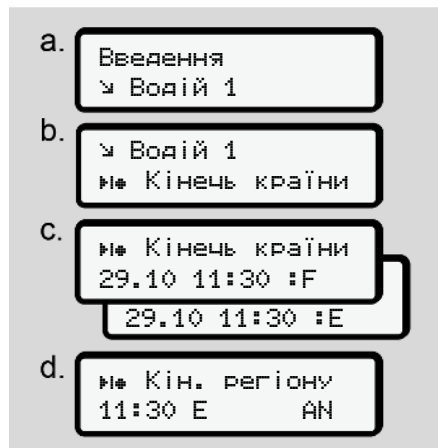 a.
Введення
↘ Водій 1
b.
↘ Водій 1
Кінець країни
c.
Кінець країни
29.10 11:30 :F
29.10 11:30 :E
d.
Кін. регіону
11:30 E AN